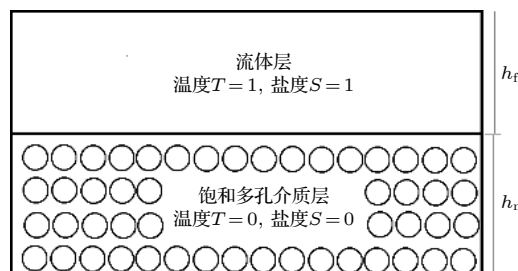 流体层
温度T=1, 盐度S=1
h_f
饱和多孔介质层
温度T=0, 盐度S=0